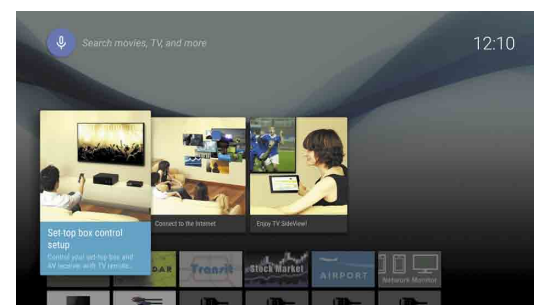 Search movies, TV, and more
12:10
Set-top box control
setup
Control your set-top box and
AV receiver with TV remote...
Connect to the Internet
Enjoy TV SideView!
DAR
Transit
Stock Market
AIRPORT
Network Monitor